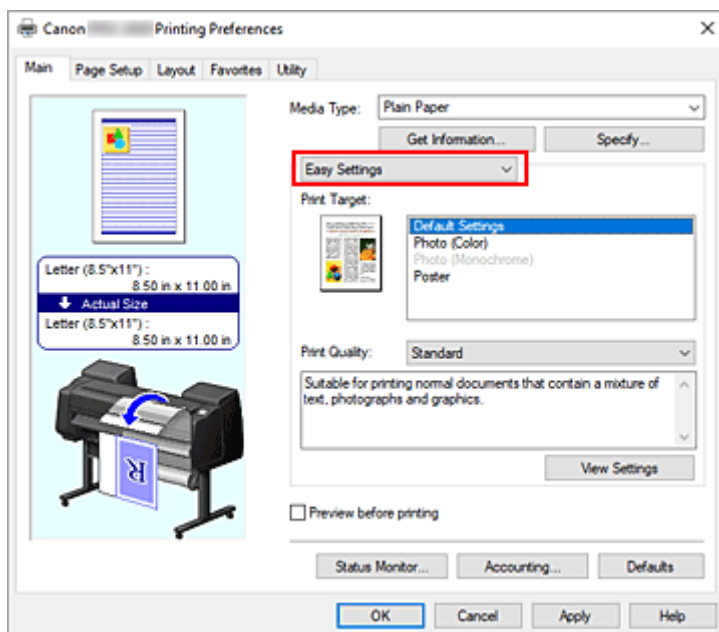 Canon Printing Preferences
Main Page Setup Layout Favorites Utility
Media Type: Plain Paper
Get Information... Specify...
Easy Settings
Print Target:
Default Settings
Photo (Color)
Photo (Monochrome)
Poster
Letter (8.5"x11") :
8.50 in x 11.00 in
Actual Size
Letter (8.5"x11") :
8.50 in x 11.00 in
Print Quality: Standard
Suitable for printing normal documents that contain a mixture of
text, photographs and graphics.
R
View Settings
Preview before printing
Status Monitor... Accounting... Defaults
OK Cancel Apply Help